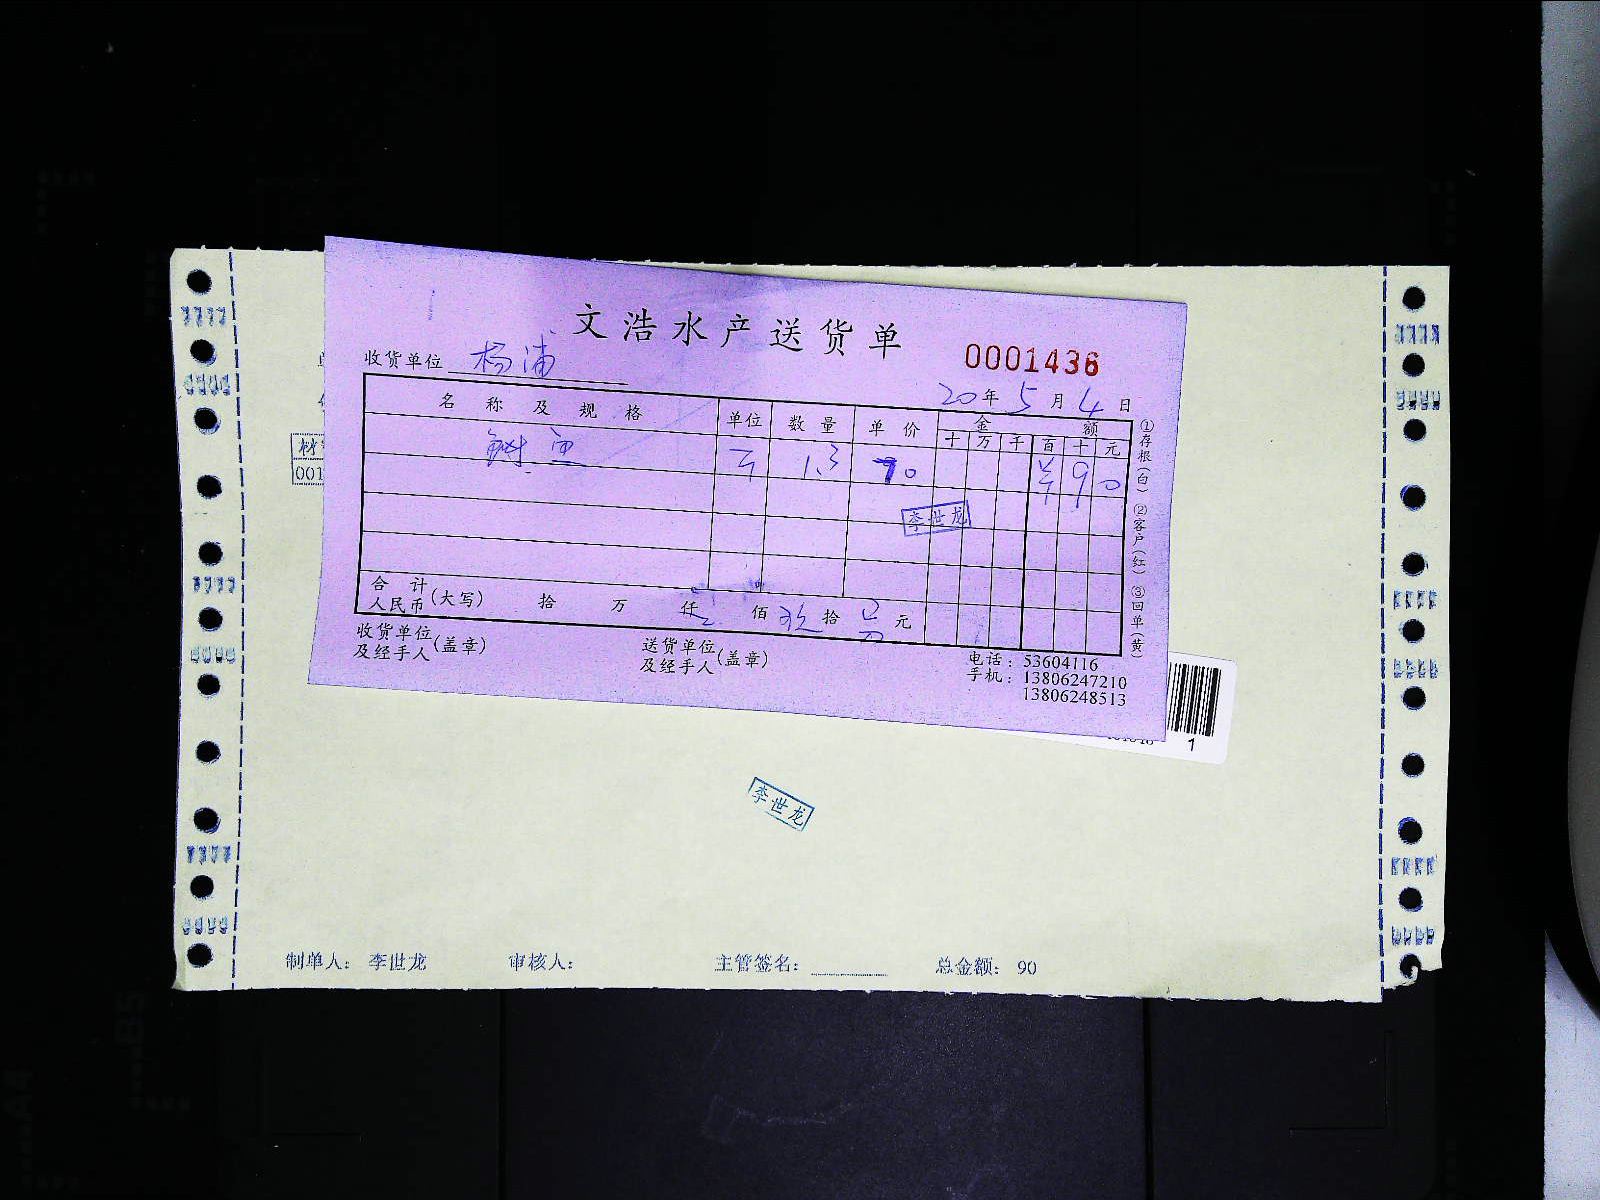 文浩水产送货单
收货单位 杨浦
0001436
20年5月4日
名称及规格 单位 数量 单价 金额
十 万 千 百 十 元
鱼 1.3 70 ¥ 9 0
李世龙
合计
人民币(大写) 拾 万 仟 佰 玖 拾 元
收货单位
及经手人(盖章)
送货单位
及经手人(盖章)
电话：53604116
手机：13806247210
13806248513
①存根(白) ②客户(红) ③回单(黄)
材
001
1
李世龙
制单人：李世龙 审核人： 主管签名： 总金额：90